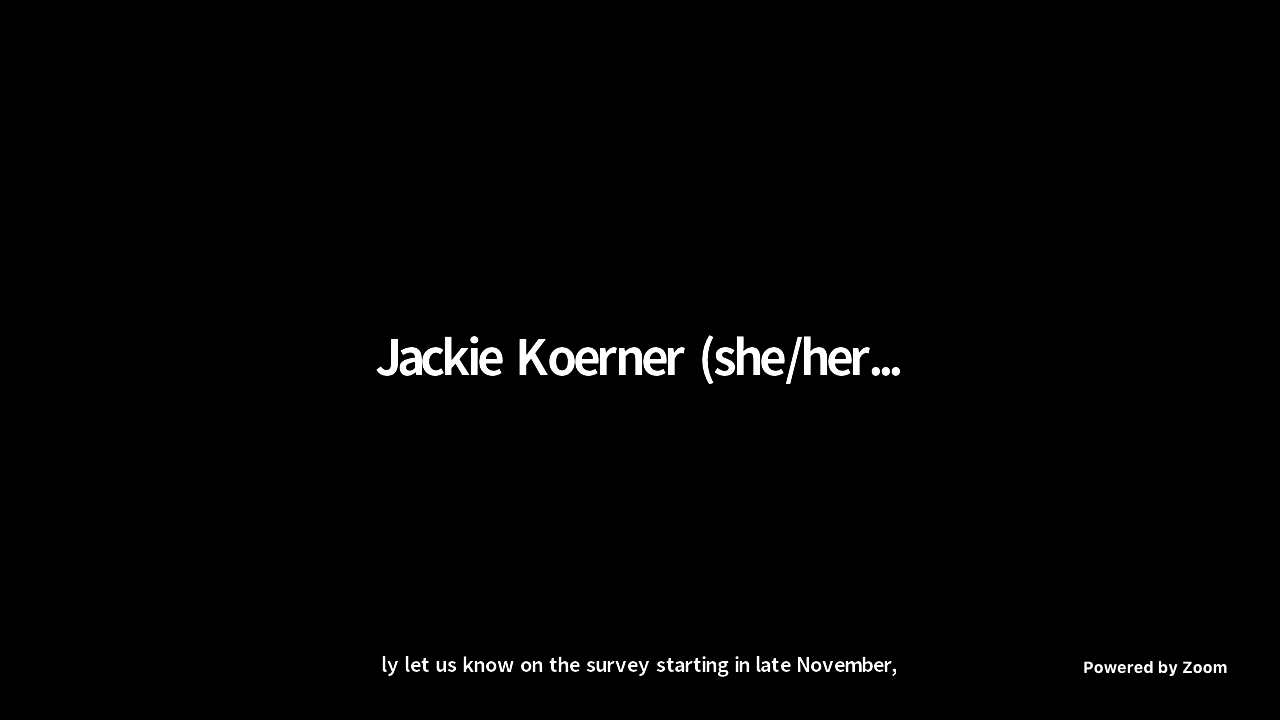 Jackie Koerner (she/her...
ly let us know on the survey starting in late November,
Powered by Zoom